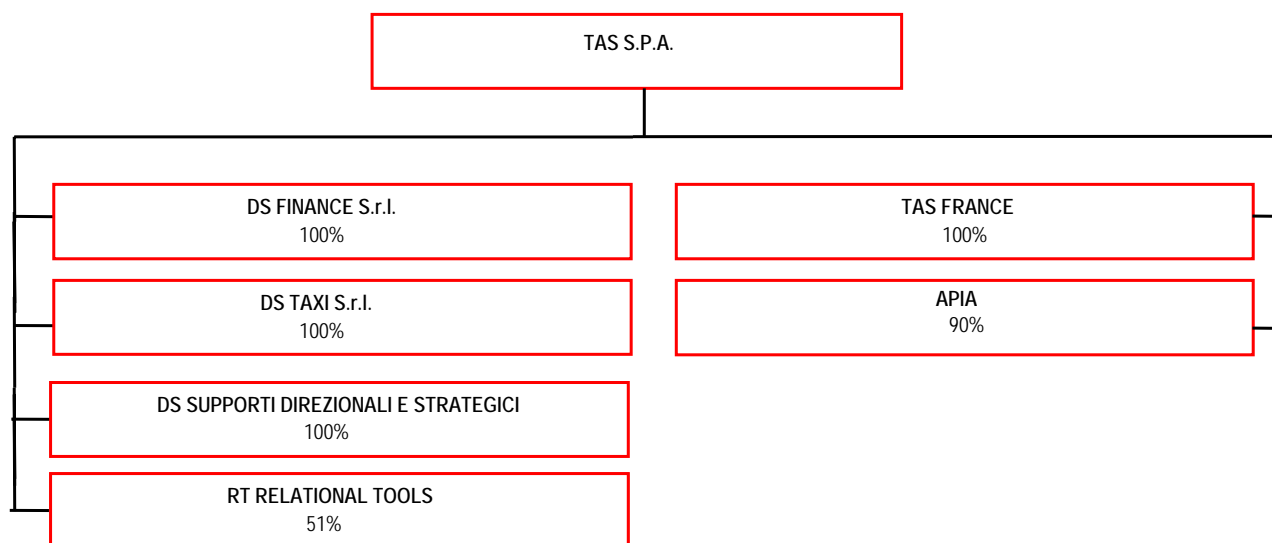 TAS S.P.A.
DS FINANCE S.r.l.
100%
TAS FRANCE
100%
DS TAXI S.r.l.
100%
APIA
90%
DS SUPPORTI DIREZIONALI E STRATEGICI
100%
RT RELATIONAL TOOLS
51%